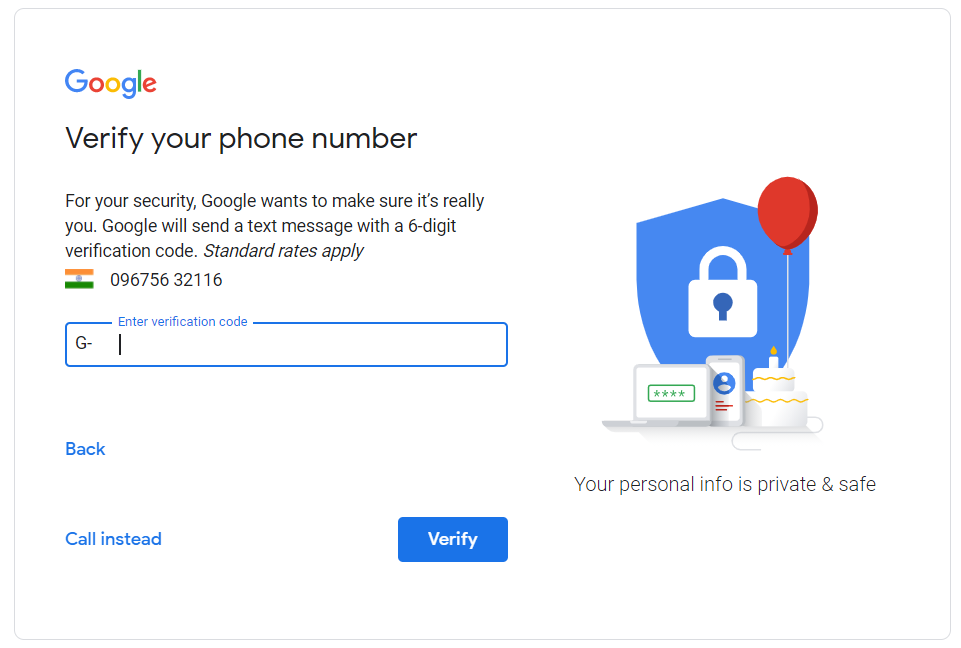 Google
Verify your phone number
For your security, Google wants to make sure it’s really
you. Google will send a text message with a 6-digit
verification code. Standard rates apply
096756 32116
Enter verification code
G-
****
Back
Call instead
Verify
Your personal info is private & safe